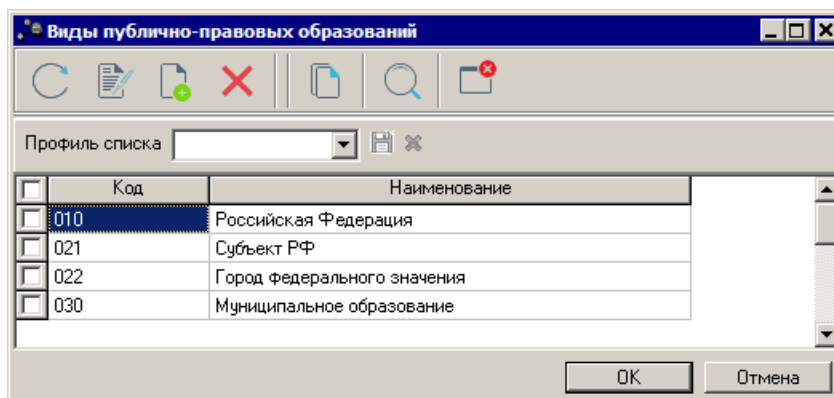 Виды публично-правовых образований
Профиль списка
Код Наименование
010 Российская Федерация
021 Субъект РФ
022 Город федерального значения
030 Муниципальное образование
OK Отмена